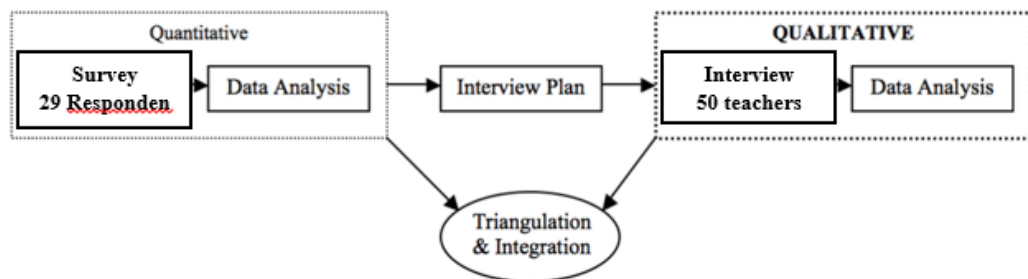 Quantitative
Survey
29 Responden
Data Analysis
Interview Plan
QUALITATIVE
Interview
50 teachers
Data Analysis
Triangulation
& Integration